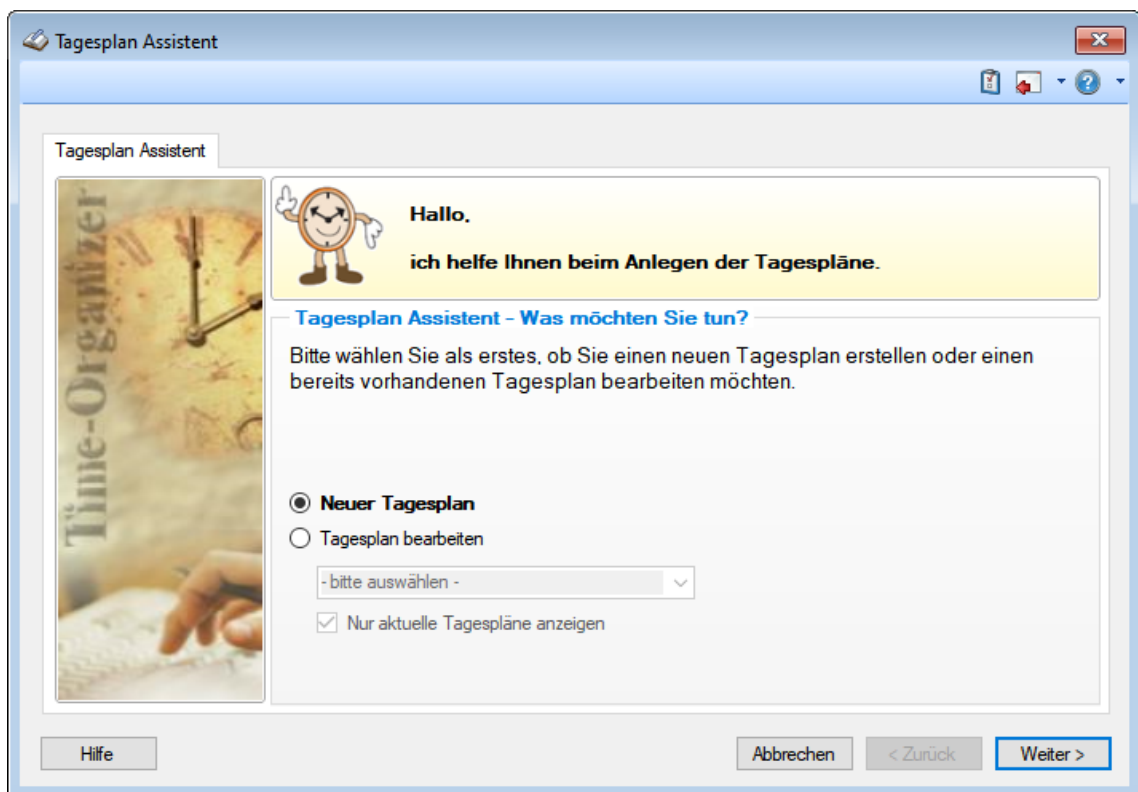 Tagesplan Assistent
Tagesplan Assistent
Time-Organizer
Hallo,
ich helfe Ihnen beim Anlegen der Tagespläne.
Tagesplan Assistent - Was möchten Sie tun?
Bitte wählen Sie als erstes, ob Sie einen neuen Tagesplan erstellen oder einen
bereits vorhandenen Tagesplan bearbeiten möchten.
Neuer Tagesplan
Tagesplan bearbeiten
- bitte auswählen -
Nur aktuelle Tagespläne anzeigen
Hilfe
Abbrechen
< Zurück
Weiter >